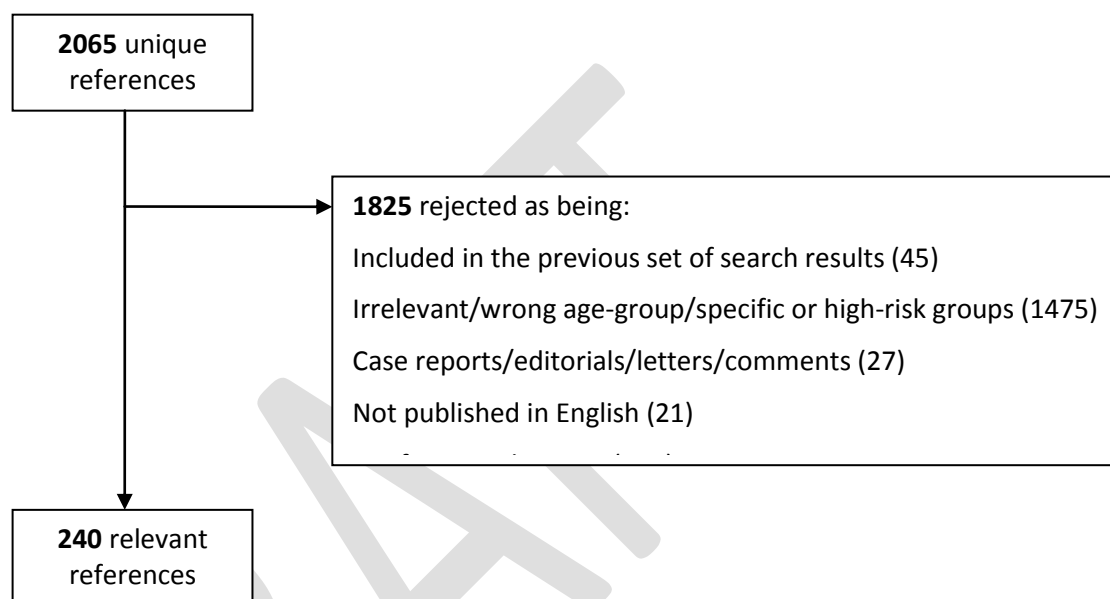 2065 unique
references
1825 rejected as being:
Included in the previous set of search results (45)
Irrelevant/wrong age-group/specific or high-risk groups (1475)
Case reports/editorials/letters/comments (27)
Not published in English (21)
240 relevant
references